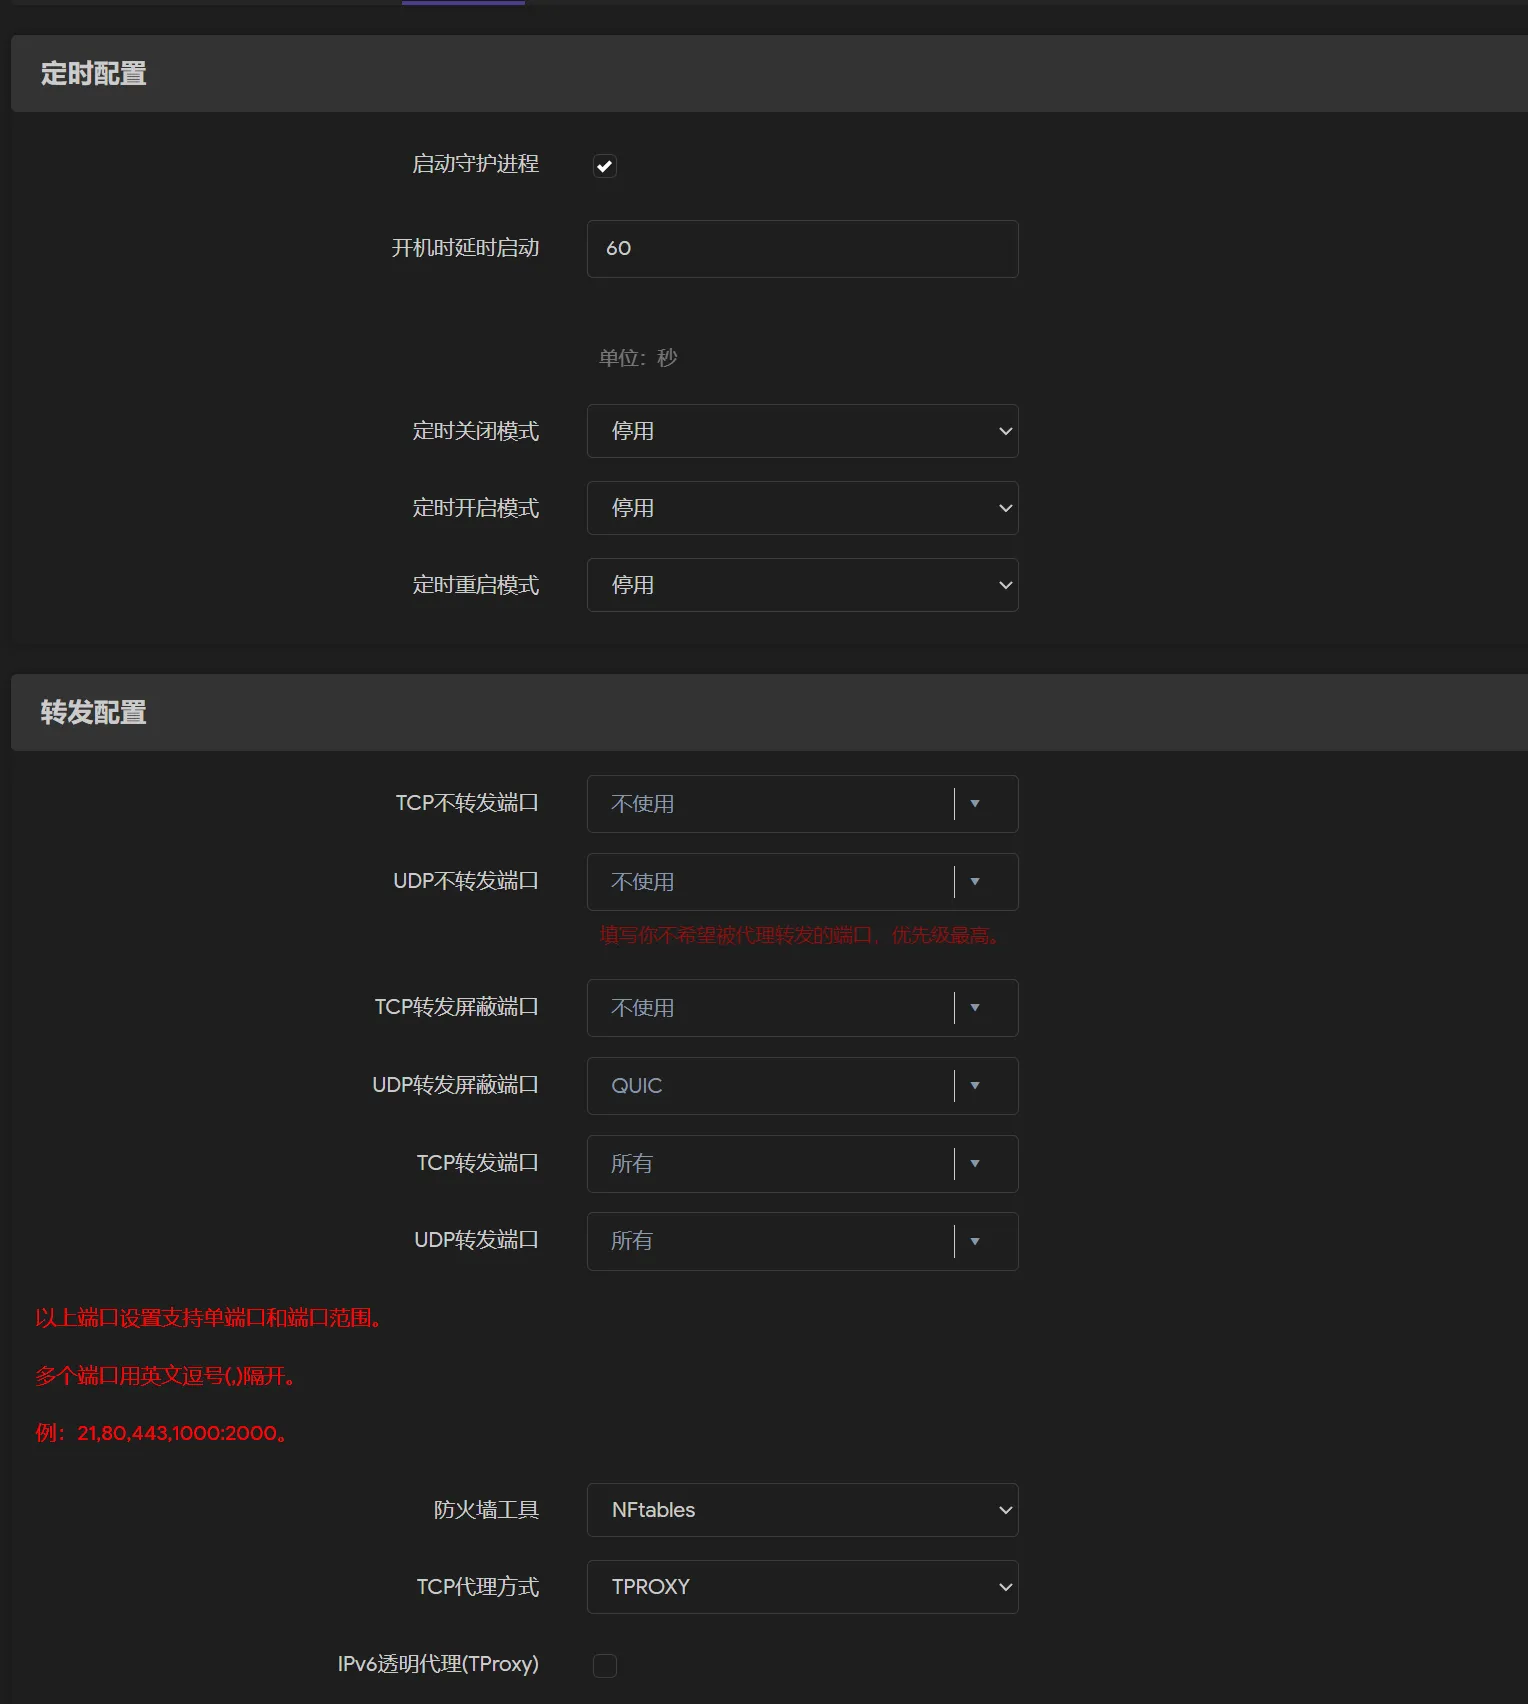 定时配置
启动守护进程
开机时延时启动 60
单位：秒
定时关闭模式 停用
定时开启模式 停用
定时重启模式 停用
转发配置
TCP不转发端口 不使用
UDP不转发端口 不使用
填写你不希望被代理转发的端口，优先级最高。
TCP转发屏蔽端口 不使用
UDP转发屏蔽端口 QUIC
TCP转发端口 所有
UDP转发端口 所有
以上端口设置支持单端口和端口范围。
多个端口用英文逗号(,)隔开。
例：21,80,443,1000:2000。
防火墙工具 NFtables
TCP代理方式 TPROXY
IPv6透明代理(TProxy)